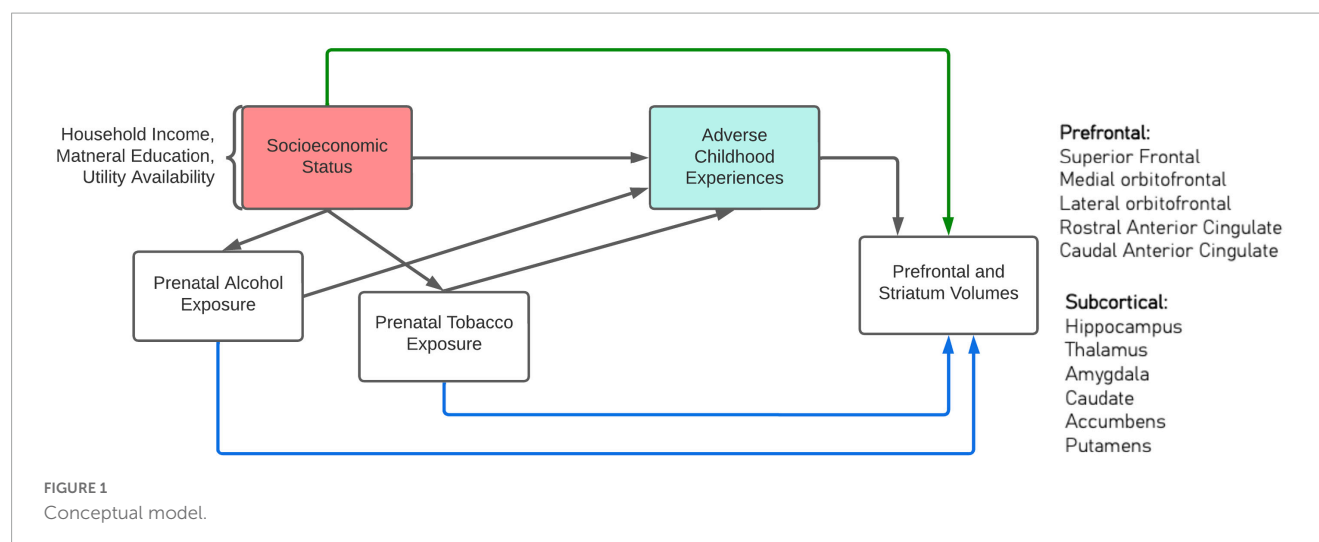 Household Income,
Matneral Education,
Utility Availability
Socioeconomic
Status
Adverse
Childhood
Experiences
Prenatal Alcohol
Exposure
Prenatal Tobacco
Exposure
Prefrontal and
Striatum Volumes
Prefrontal:
Superior Frontal
Medial orbitofrontal
Lateral orbitofrontal
Rostral Anterior Cingulate
Caudal Anterior Cingulate
Subcortical:
Hippocampus
Thalamus
Amygdala
Caudate
Accumbens
Putamens
FIGURE 1
Conceptual model.